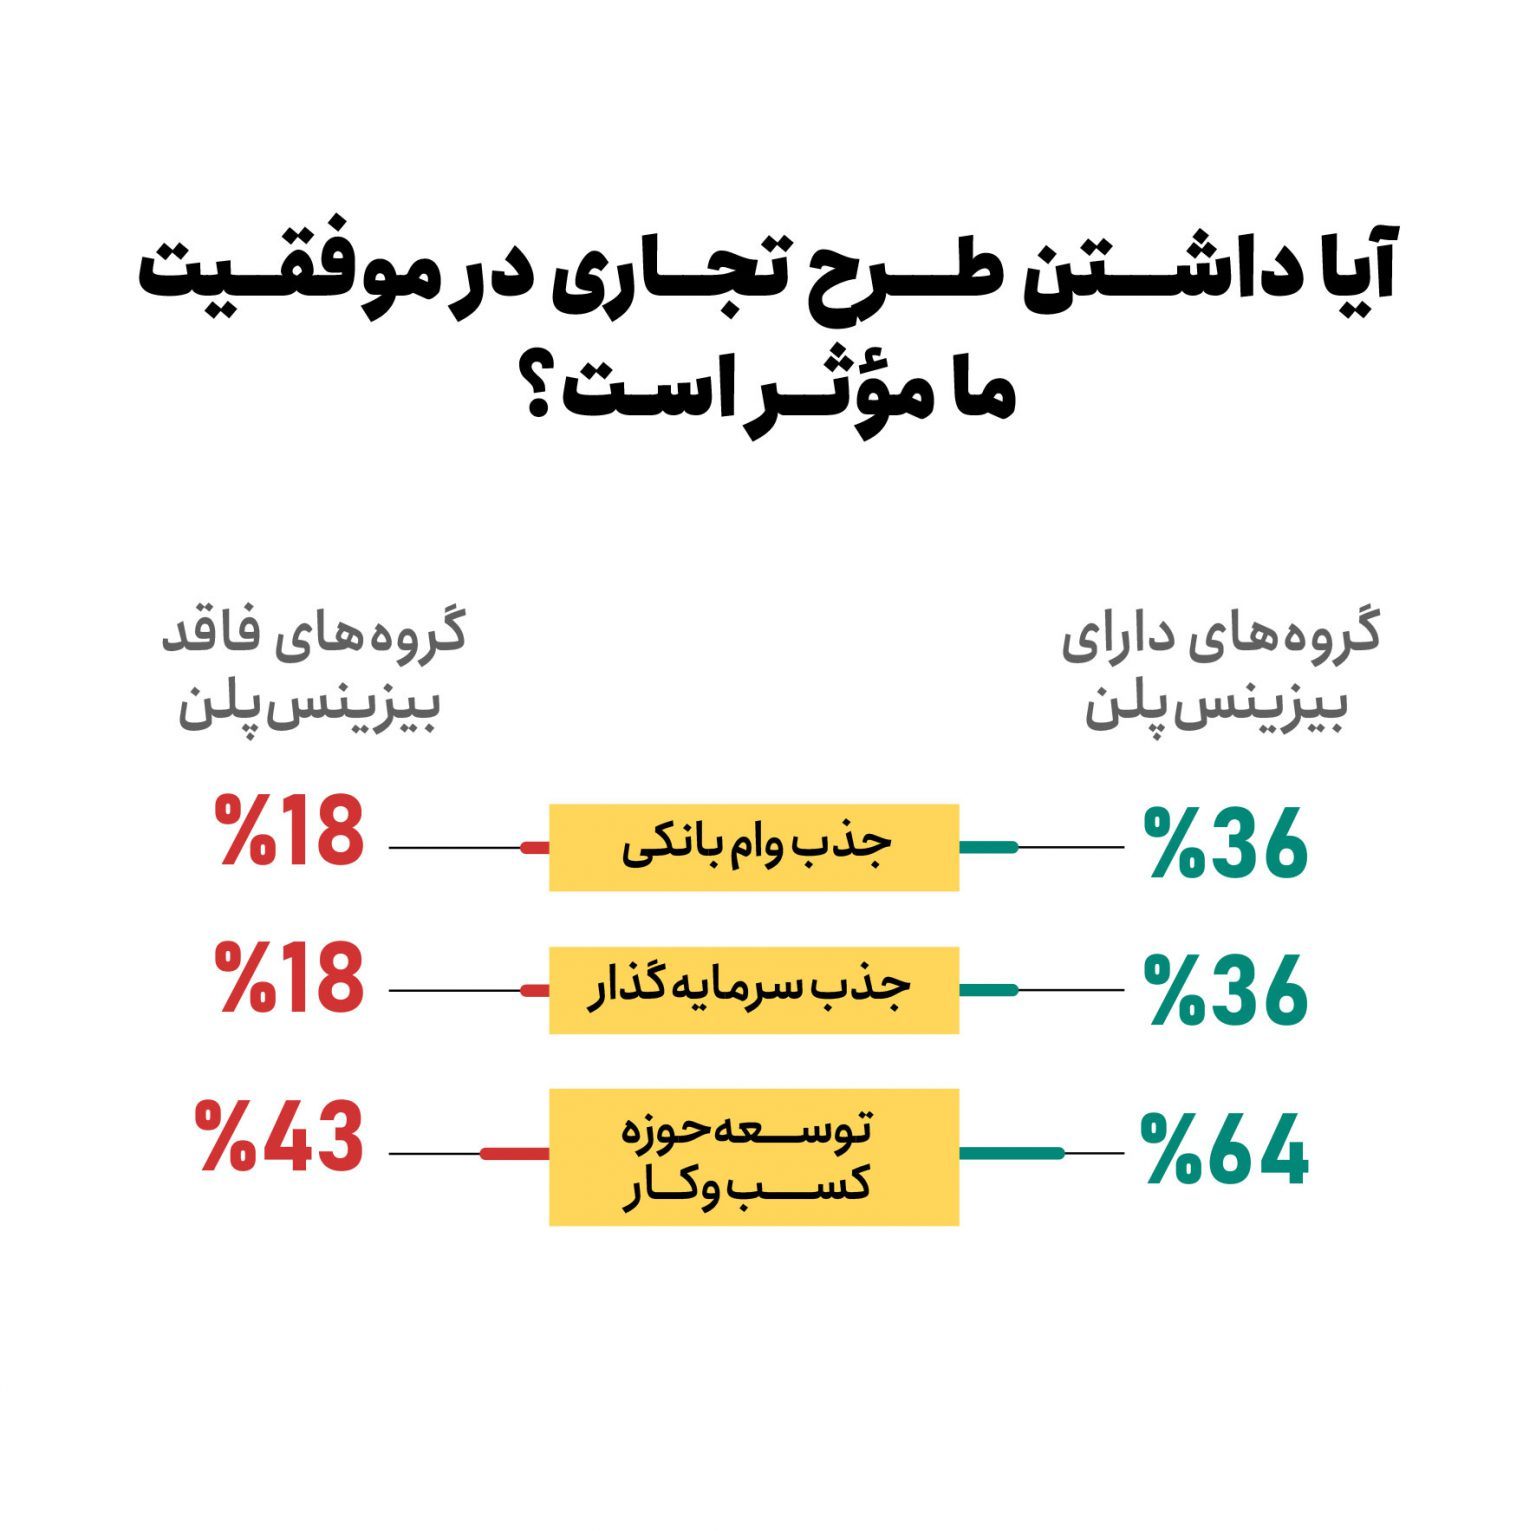 آیا داشتن طرح تجاری در موفقیت
ما مؤثر است؟
گروه‌های دارای
بیزینس‌پلن
گروه‌های فاقد
بیزینس‌پلن
%36
جذب وام بانکی
%18
%36
جذب سرمایه‌گذار
%18
%64
توسعه حوزه
کسب و کار
%43